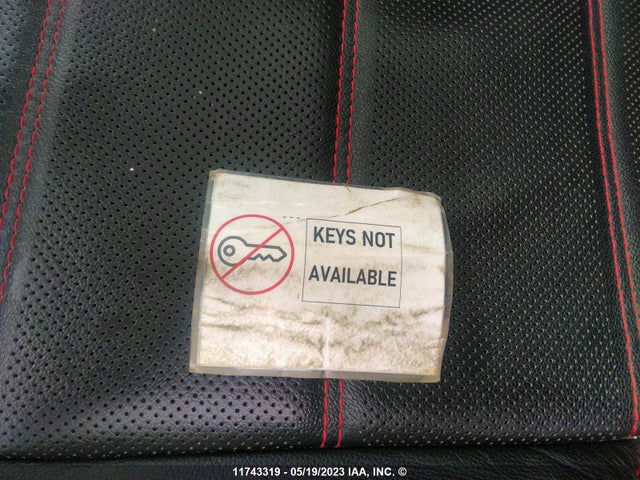 KEYS NOT
AVAILABLE
11743319 - 05/19/2023 IAA, INC. ©